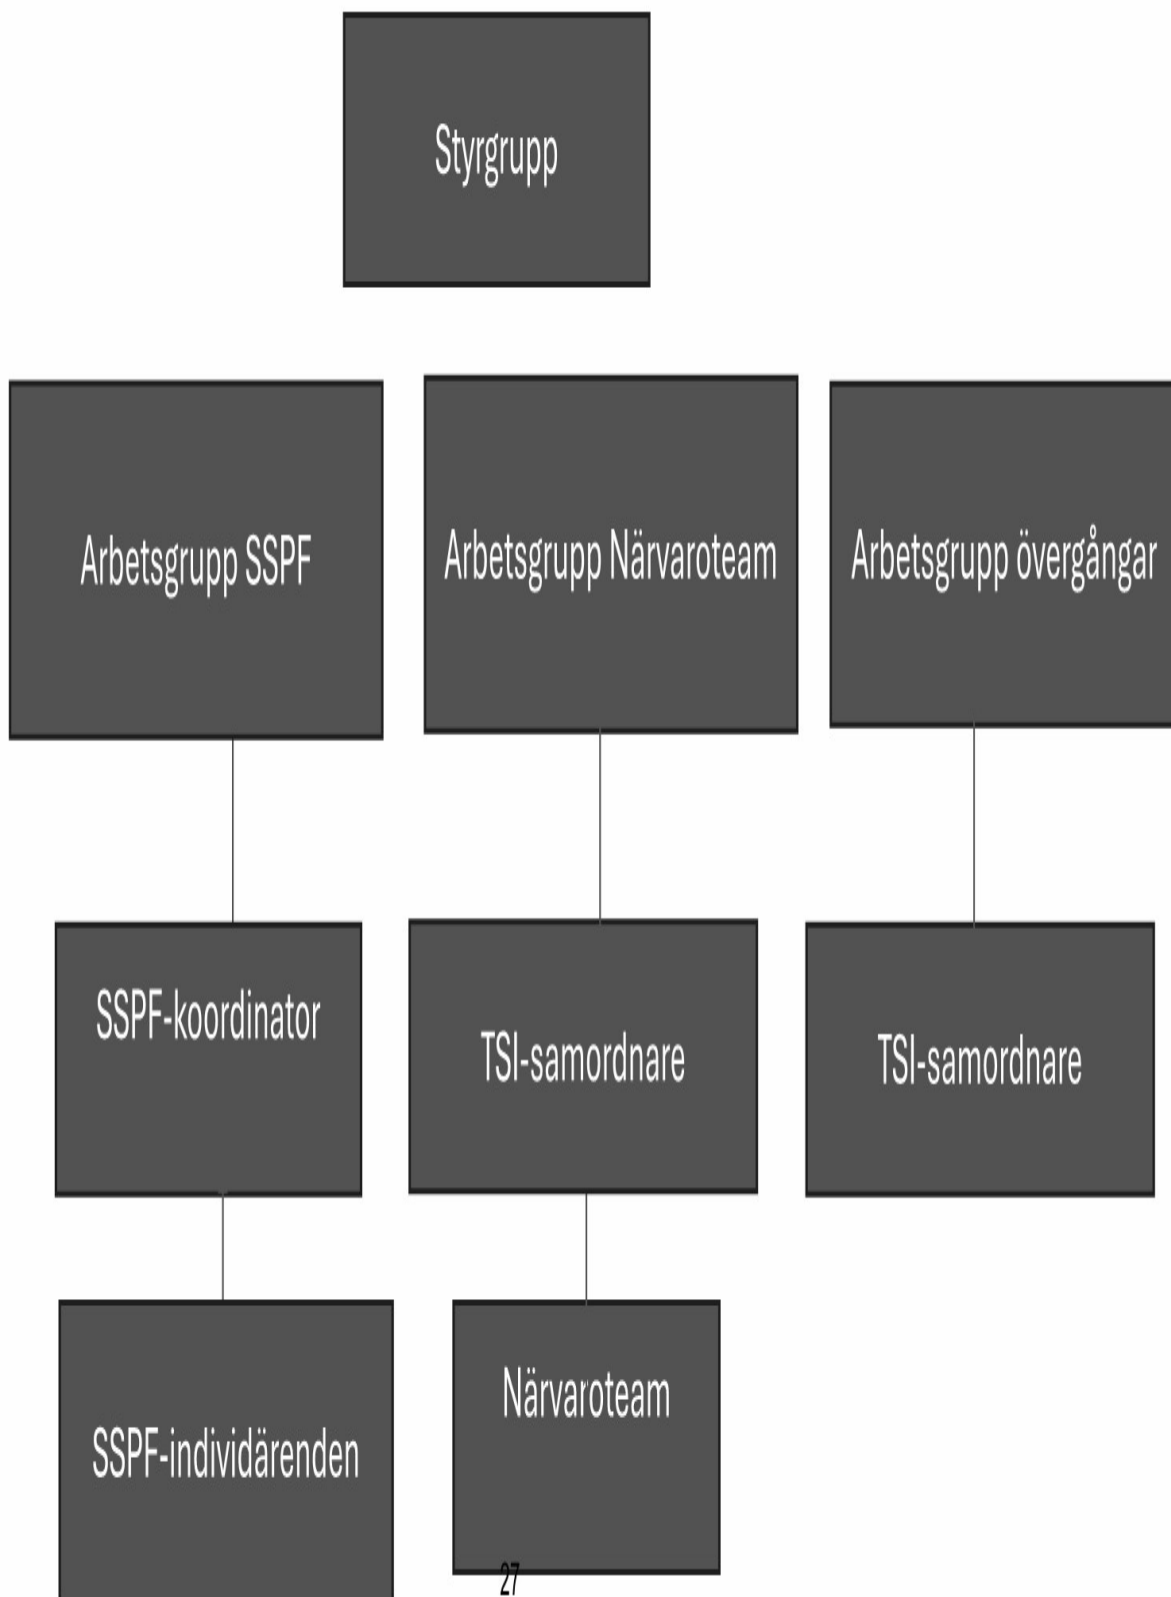 Styrgrupp
Arbetsgrupp SSPF
Arbetsgrupp Närvaroteam
Arbetsgrupp övergångar
SSPF-koordinator
TSI-samordnare
TSI-samordnare
SSPF-individärenden
Närvaroteam
27